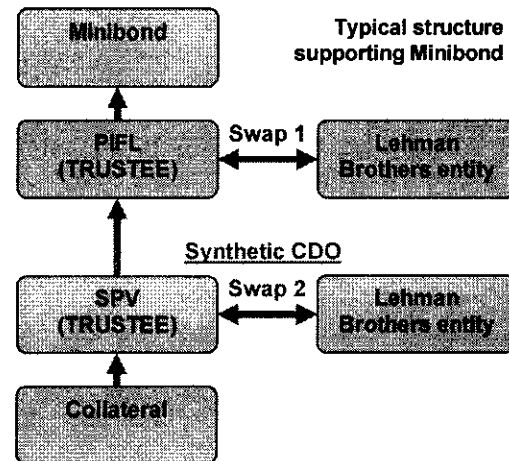 Minibond
Typical structure
supporting Minibond
PIFL
(TRUSTEE)
Swap 1
Lehman
Brothers entity
Synthetic CDO
SPV
(TRUSTEE)
Swap 2
Lehman
Brothers entity
Collateral